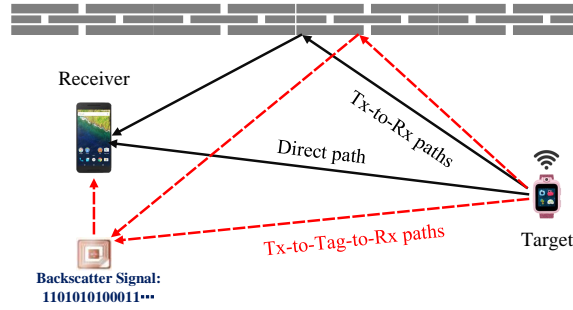 Receiver
Tx-to-Rx paths
Direct path
Tx-to-Tag-to-Rx paths
Target
Backscatter Signal:
1101010100011···